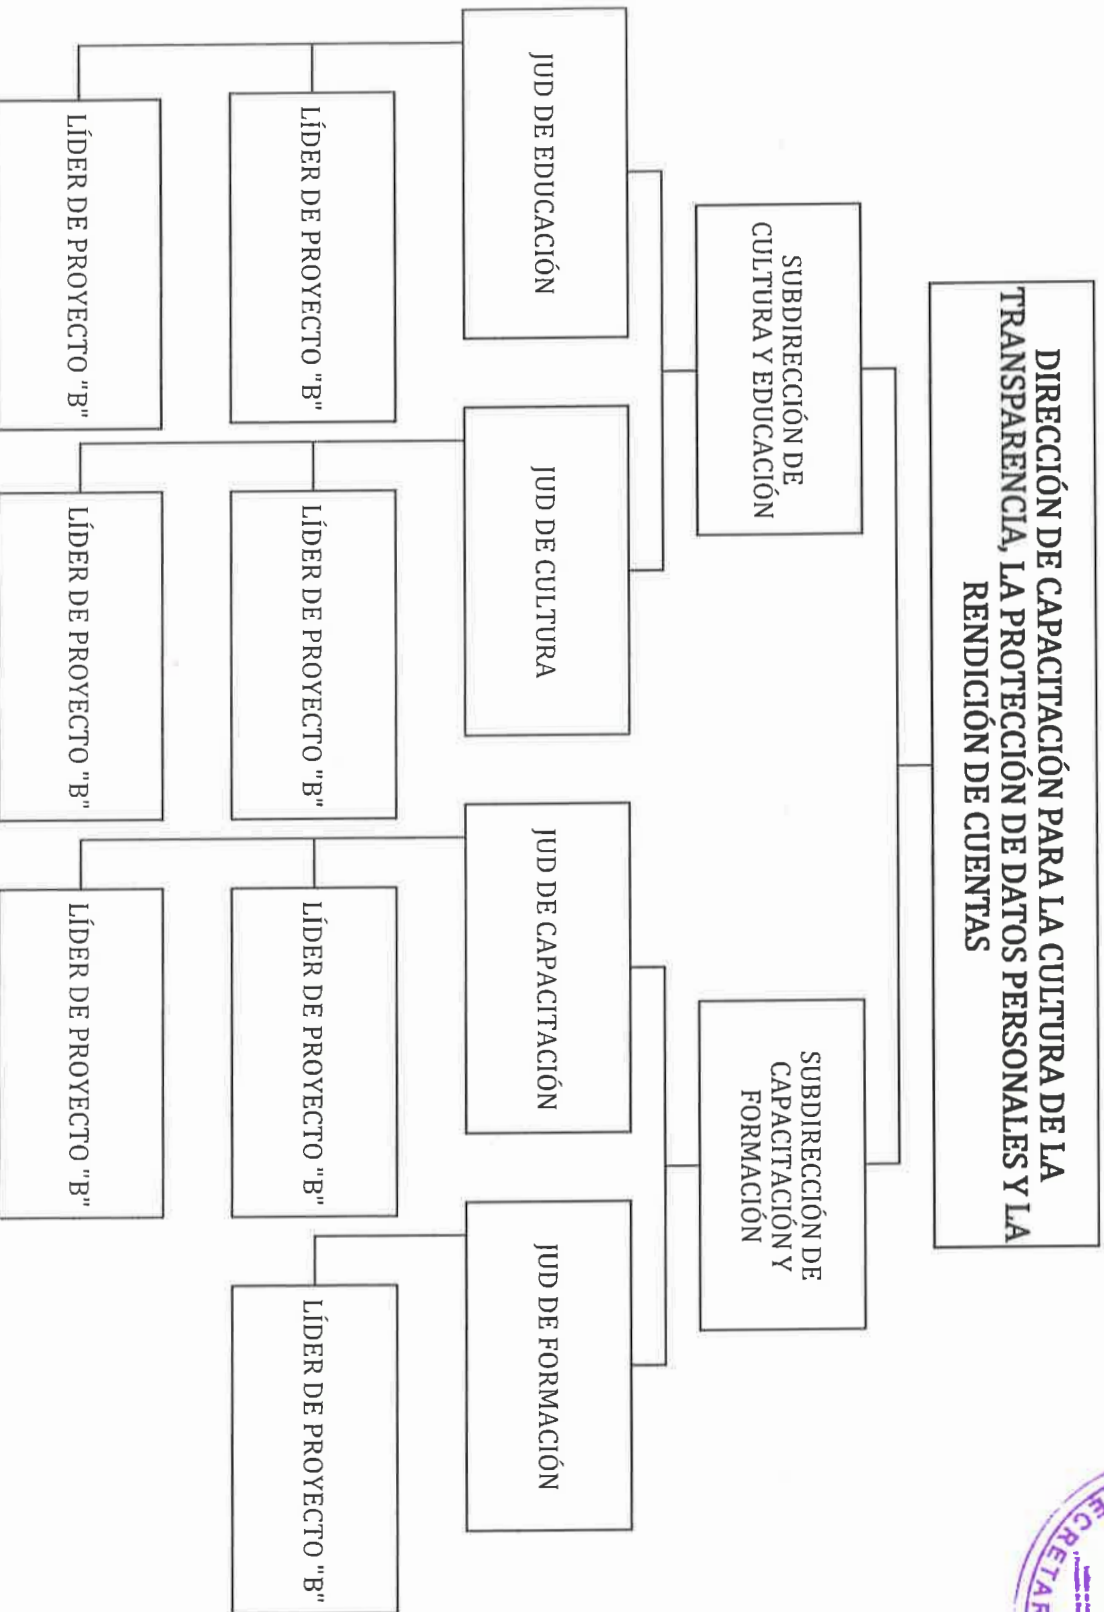 DIRECCIÓN DE CAPACITACIÓN PARA LA CULTURA DE LA
TRANSPARENCIA, LA PROTECCIÓN DE DATOS PERSONALES Y LA
RENDICIÓN DE CUENTAS
SUBDIRECCIÓN DE
CULTURA Y EDUCACIÓN
SUBDIRECCIÓN DE
CAPACITACIÓN Y
FORMACIÓN
JUD DE EDUCACIÓN
JUD DE CULTURA
JUD DE CAPACITACIÓN
JUD DE FORMACIÓN
LÍDER DE PROYECTO "B"
LÍDER DE PROYECTO "B"
LÍDER DE PROYECTO "B"
LÍDER DE PROYECTO "B"
LÍDER DE PROYECTO "B"
LÍDER DE PROYECTO "B"
LÍDER DE PROYECTO "B"